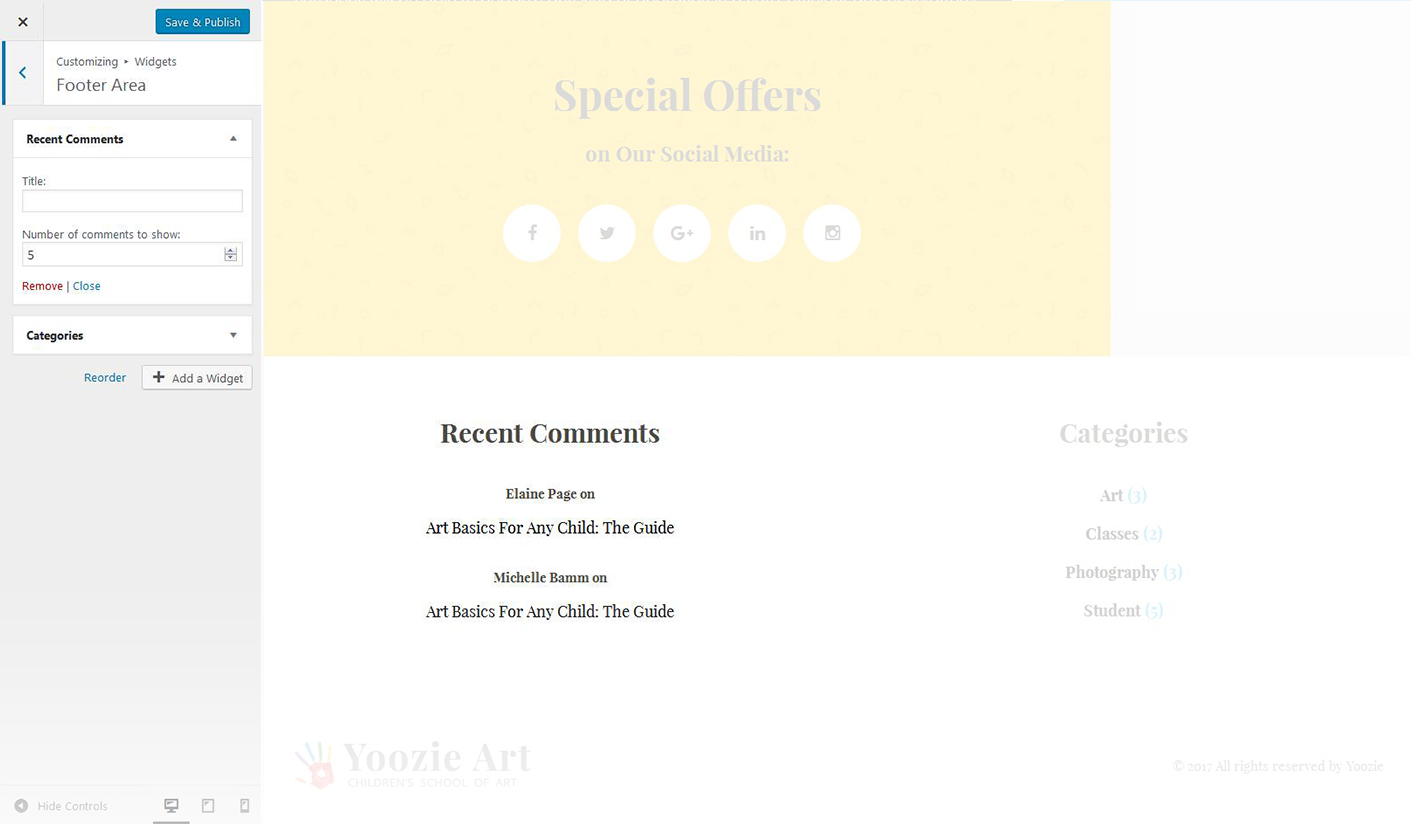 Save & Publish
Customizing ▸ Widgets
Footer Area
Recent Comments
Title:
Number of comments to show:
5
Remove | Close
Categories
Reorder
Add a Widget
Hide Controls
Special Offers
on Our Social Media:
Recent Comments
Elaine Page on
Art Basics For Any Child: The Guide
Michelle Bamm on
Art Basics For Any Child: The Guide
Categories
Art (3)
Classes (2)
Photography (3)
Student (5)
Yoozie Art
CHILDREN'S SCHOOL OF ART
© 2017 All rights reserved by Yoozie